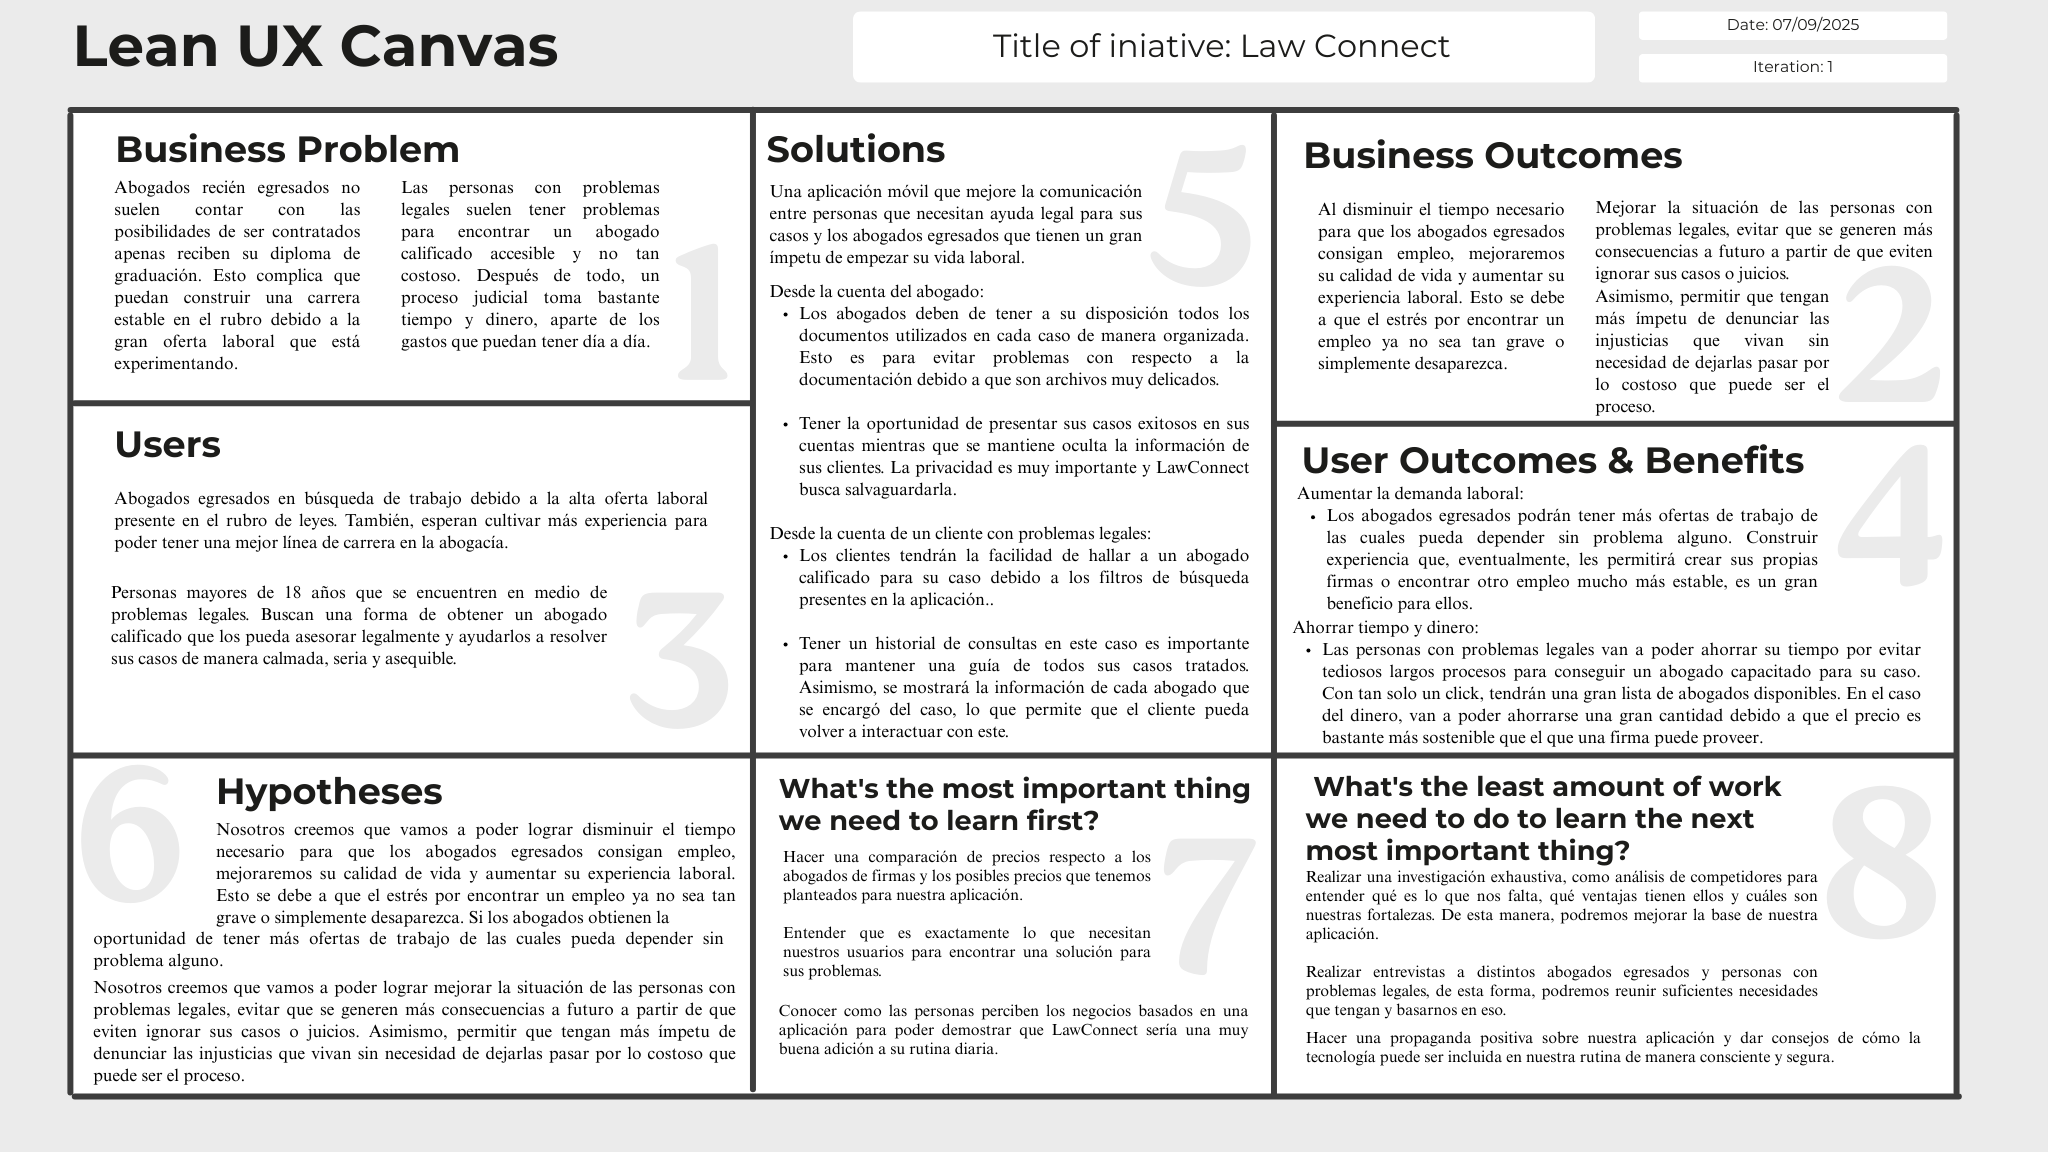 Lean UX Canvas
Title of iniative: Law Connect
Date: 07/09/2025
Iteration: 1
Business Problem
Abogados recién egresados no
suelen contar con las
posibilidades de ser contratados
apenas reciben su diploma de
graduación. Esto complica que
puedan construir una carrera
estable en el rubro debido a la
gran oferta laboral que está
experimentando.
Las personas con problemas
legales suelen tener problemas
para encontrar un abogado
calificado accesible y no tan
costoso. Después de todo, un
proceso judicial toma bastante
tiempo y dinero, aparte de los
gastos que puedan tener día a día.
1
Business Outcomes
Al disminuir el tiempo necesario
para que los abogados egresados
consigan empleo, mejoraremos
su calidad de vida y aumentar su
experiencia laboral. Esto se debe
a que el estrés por encontrar un
empleo ya no sea tan grave o
simplemente desaparezca.
Mejorar la situación de las personas con
problemas legales, evitar que se generen más
consecuencias a futuro a partir de que eviten
ignorar sus casos o juicios.
Asimismo, permitir que tengan
más ímpetu de denunciar las
injusticias que vivan sin
necesidad de dejarlas pasar por
lo costoso que puede ser el
proceso.
2
Users
Abogados egresados en búsqueda de trabajo debido a la alta oferta laboral
presente en el rubro de leyes. También, esperan cultivar más experiencia para
poder tener una mejor línea de carrera en la abogacía.
Personas mayores de 18 años que se encuentren en medio de
problemas legales. Buscan una forma de obtener un abogado
calificado que los pueda asesorar legalmente y ayudarlos a resolver
sus casos de manera calmada, seria y asequible.
3
User Outcomes & Benefits
Aumentar la demanda laboral:
• Los abogados egresados podrán tener más ofertas de trabajo de
las cuales pueda depender sin problema alguno. Construir
experiencia que, eventualmente, les permitirá crear sus propias
firmas o encontrar otro empleo mucho más estable, es un gran
beneficio para ellos.
Ahorrar tiempo y dinero:
• Las personas con problemas legales van a poder ahorrar su tiempo por evitar
tediosos largos procesos para conseguir un abogado capacitado para su caso.
Con tan solo un click, tendrán una gran lista de abogados disponibles. En el caso
del dinero, van a poder ahorrarse una gran cantidad debido a que el precio es
bastante más sostenible que el que una firma puede proveer.
4
Solutions
Una aplicación móvil que mejore la comunicación
entre personas que necesitan ayuda legal para sus
casos y los abogados egresados que tienen un gran
ímpetu de empezar su vida laboral.
Desde la cuenta del abogado:
• Los abogados deben de tener a su disposición todos los
documentos utilizados en cada caso de manera organizada.
Esto es para evitar problemas con respecto a la
documentación debido a que son archivos muy delicados.
• Tener la oportunidad de presentar sus casos exitosos en sus
cuentas mientras que se mantiene oculta la información de
sus clientes. La privacidad es muy importante y LawConnect
busca salvaguardarla.
Desde la cuenta de un cliente con problemas legales:
• Los clientes tendrán la facilidad de hallar a un abogado
calificado para su caso debido a los filtros de búsqueda
presentes en la aplicación..
• Tener un historial de consultas en este caso es importante
para mantener una guía de todos sus casos tratados.
Asimismo, se mostrará la información de cada abogado que
se encargó del caso, lo que permite que el cliente pueda
volver a interactuar con este.
5
6
Hypotheses
Nosotros creemos que vamos a poder lograr disminuir el tiempo
necesario para que los abogados egresados consigan empleo,
mejoraremos su calidad de vida y aumentar su experiencia laboral.
Esto se debe a que el estrés por encontrar un empleo ya no sea tan
grave o simplemente desaparezca. Si los abogados obtienen la
oportunidad de tener más ofertas de trabajo de las cuales pueda depender sin
problema alguno.
Nosotros creemos que vamos a poder lograr mejorar la situación de las personas con
problemas legales, evitar que se generen más consecuencias a futuro a partir de que
eviten ignorar sus casos o juicios. Asimismo, permitir que tengan más ímpetu de
denunciar las injusticias que vivan sin necesidad de dejarlas pasar por lo costoso que
puede ser el proceso.
What's the most important thing
we need to learn first?
Hacer una comparación de precios respecto a los
abogados de firmas y los posibles precios que tenemos
planteados para nuestra aplicación.
Entender que es exactamente lo que necesitan
nuestros usuarios para encontrar una solución para
sus problemas.
Conocer como las personas perciben los negocios basados en una
aplicación para poder demostrar que LawConnect sería una muy
buena adición a su rutina diaria.
7
What's the least amount of work
we need to do to learn the next
most important thing?
Realizar una investigación exhaustiva, como análisis de competidores para
entender qué es lo que nos falta, qué ventajas tienen ellos y cuáles son
nuestras fortalezas. De esta manera, podremos mejorar la base de nuestra
aplicación.
Realizar entrevistas a distintos abogados egresados y personas con
problemas legales, de esta forma, podremos reunir suficientes necesidades
que tengan y basarnos en eso.
Hacer una propaganda positiva sobre nuestra aplicación y dar consejos de cómo la
tecnología puede ser incluida en nuestra rutina de manera consciente y segura.
8